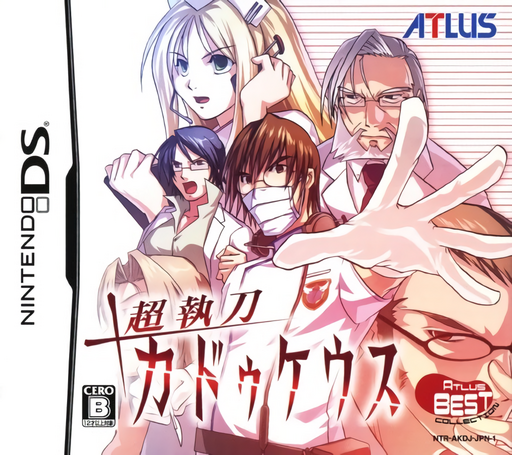 ATLUS
NINTENDO DS
超執刀
カドゥケウス
CERO
B
12才以上対象
ATLUS
BEST
COLLECTION
NTR-AKDJ-JPN-1